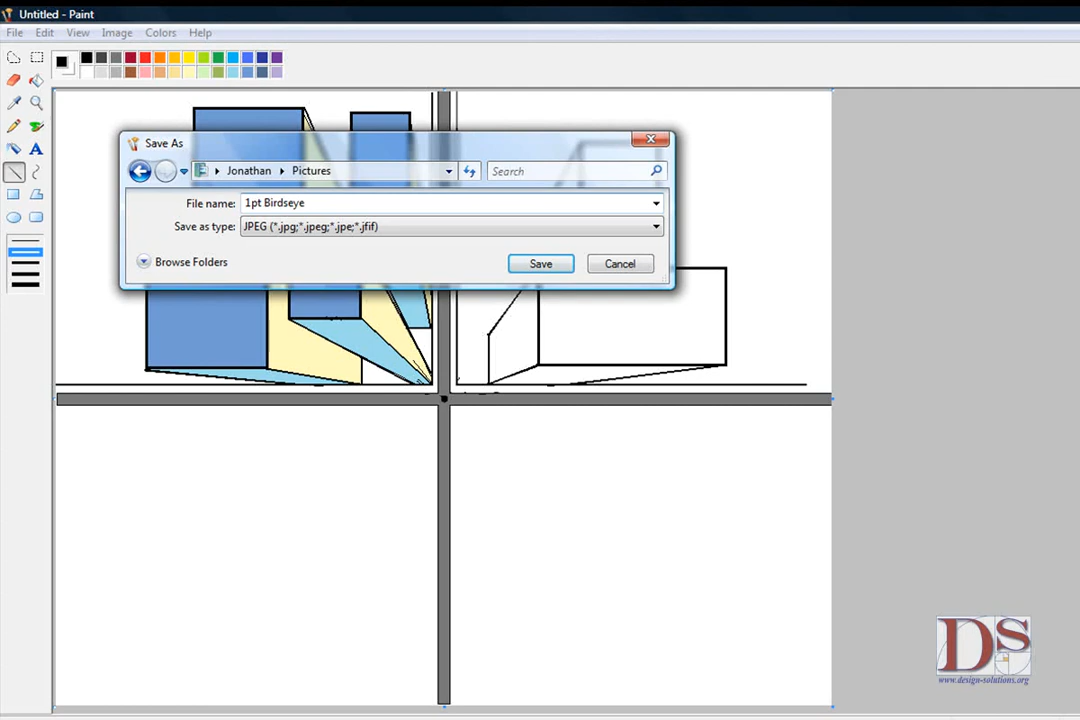 Untitled - Paint
File Edit View Image Colors Help
Save As
Jonathan Pictures Search
File name: 1pt Birdseye
Save as type: JPEG (*.jpg;*.jpeg;*.jpe;*.jfif)
Browse Folders Save Cancel
DS
www.design-solutions.org